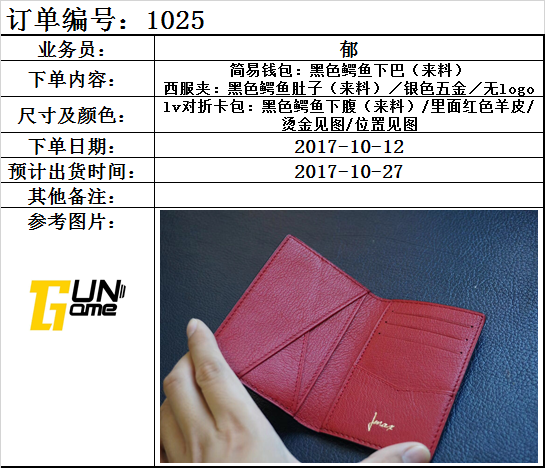 订单编号：1025
业务员：
郁
下单内容：
简易钱包：黑色鳄鱼下巴（来料）
西服夹：黑色鳄鱼肚子（来料）／银色五金／无logo
尺寸及颜色：
lv对折卡包：黑色鳄鱼下腹（来料）/里面红色羊皮/
烫金见图/位置见图
下单日期：
2017-10-12
预计出货时间：
2017-10-27
其他备注：
参考图片：
GUN
Game
Jmax